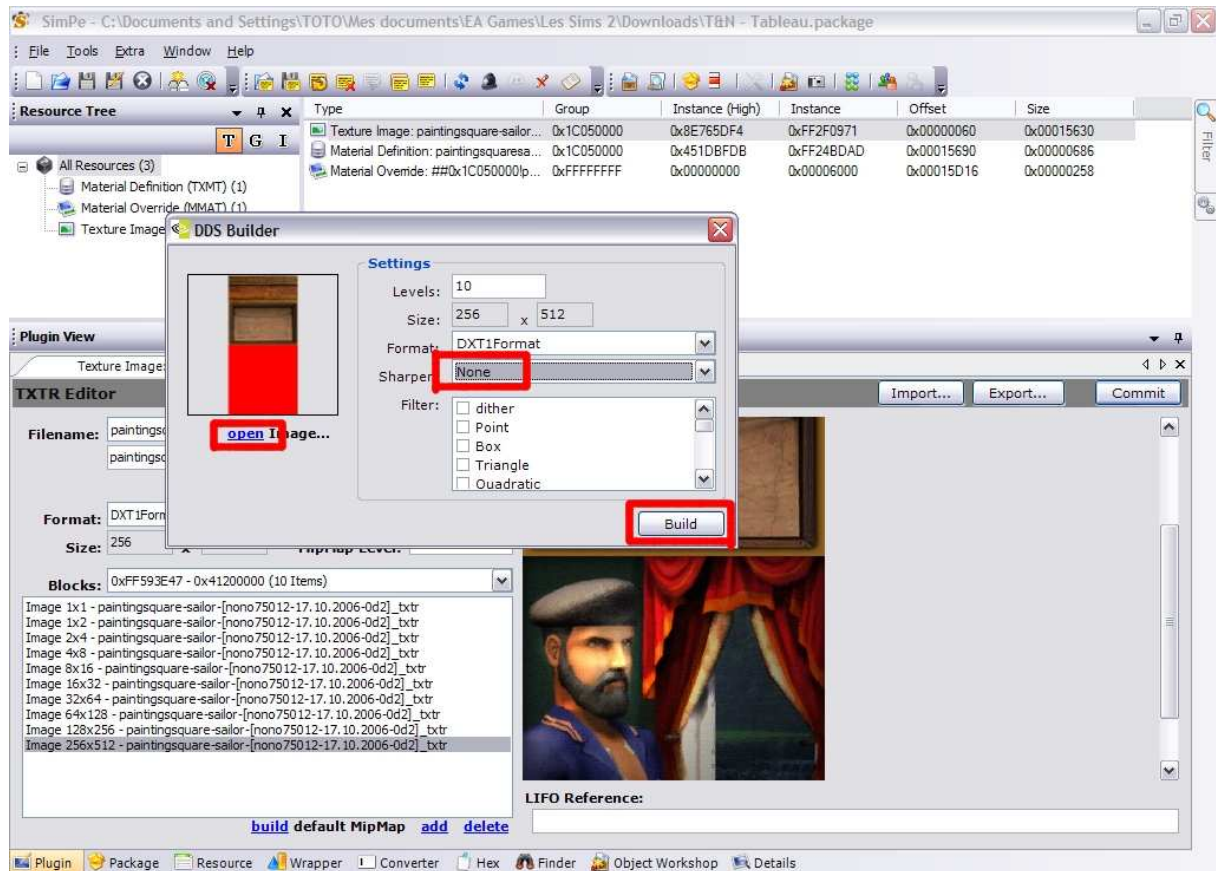 SimPe - C:\Documents and Settings\TOTO\Mes documents\EA Games\Les Sims 2\Downloads\T&N - Tableau.package
File Tools Extra Window Help
Resource Tree
T G I
All Resources (3)
Material Definition (TXMT) (1)
Material Override (MMAT) (1)
Texture Image
Type Group Instance (High) Instance Offset Size
Texture Image: paintingsquare-sailor... 0x1C050000 0x8E765DF4 0xFF2F0971 0x00000060 0x00015630
Material Definition: paintingsquaresa... 0x1C050000 0x451DBFDB 0xFF24BDAD 0x00015690 0x00000686
Material Override: ##0x1C050000!p... 0xFFFFFFFF 0x00000000 0x00006000 0x00015D16 0x00000258
Filter
DDS Builder
Settings
Levels: 10
Size: 256 x 512
Format: DXT1Format
Sharpen None
Filter: dither
Point
Box
Triangle
Quadratic
open Image...
Build
Plugin View
Texture Image:
TXTR Editor
Import... Export... Commit
Filename: paintingsq
paintingsq
Format: DXT1Form
Size: 256 x MipMap Level:
Blocks: 0xFF593E47 - 0x41200000 (10 Items)
Image 1x1 - paintingsquare-sailor-[nono75012-17.10.2006-0d2]_txtr
Image 1x2 - paintingsquare-sailor-[nono75012-17.10.2006-0d2]_txtr
Image 2x4 - paintingsquare-sailor-[nono75012-17.10.2006-0d2]_txtr
Image 4x8 - paintingsquare-sailor-[nono75012-17.10.2006-0d2]_txtr
Image 8x16 - paintingsquare-sailor-[nono75012-17.10.2006-0d2]_txtr
Image 16x32 - paintingsquare-sailor-[nono75012-17.10.2006-0d2]_txtr
Image 32x64 - paintingsquare-sailor-[nono75012-17.10.2006-0d2]_txtr
Image 64x128 - paintingsquare-sailor-[nono75012-17.10.2006-0d2]_txtr
Image 128x256 - paintingsquare-sailor-[nono75012-17.10.2006-0d2]_txtr
Image 256x512 - paintingsquare-sailor-[nono75012-17.10.2006-0d2]_txtr
build default MipMap add delete
LIFO Reference:
Plugin Package Resource Wrapper Converter Hex Finder Object Workshop Details